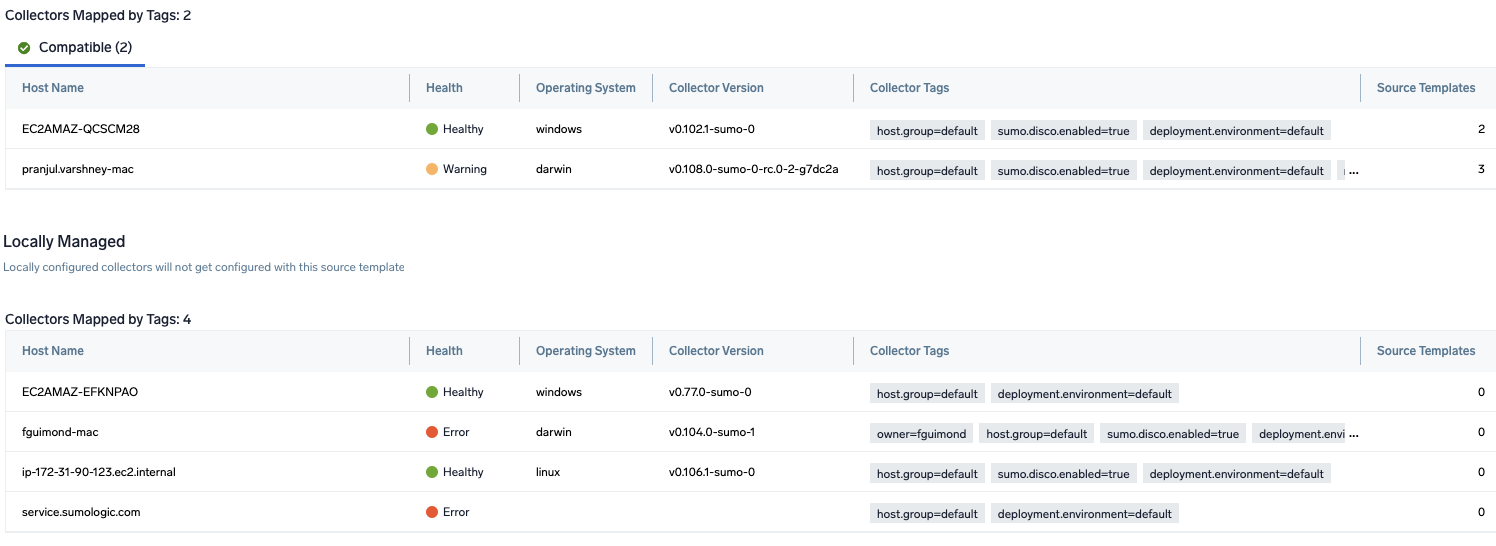 Collectors Mapped by Tags: 2
Compatible (2)
Host Name Health Operating System Collector Version Collector Tags Source Templates
EC2AMAZ-QCSCM28 Healthy windows v0.102.1-sumo-0 host.group=default sumo.disco.enabled=true deployment.environment=default 2
pranjul.varshney-mac Warning darwin v0.108.0-sumo-0-rc.0-2-g7dc2a host.group=default sumo.disco.enabled=true deployment.environment=default ... 3
Locally Managed
Locally configured collectors will not get configured with this source template
Collectors Mapped by Tags: 4
Host Name Health Operating System Collector Version Collector Tags Source Templates
EC2AMAZ-EFKNPAO Healthy windows v0.77.0-sumo-0 host.group=default deployment.environment=default 0
fguimond-mac Error darwin v0.104.0-sumo-1 owner=fguimond host.group=default sumo.disco.enabled=true deployment.envi ... 0
ip-172-31-90-123.ec2.internal Healthy linux v0.106.1-sumo-0 host.group=default sumo.disco.enabled=true deployment.environment=default 0
service.sumologic.com Error host.group=default deployment.environment=default 0